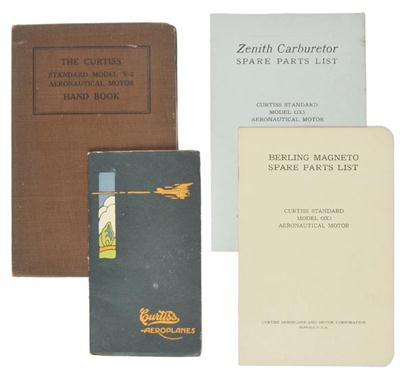 THE CURTISS
STANDARD MODEL V-2
AERONAUTICAL MOTOR
HAND BOOK
Zenith Carburetor
SPARE PARTS LIST
CURTISS STANDARD
MODEL OX5
AERONAUTICAL MOTOR
Curtiss
AEROPLANES
BERLING MAGNETO
SPARE PARTS LIST
CURTISS STANDARD
MODEL OX5
AERONAUTICAL MOTOR
CURTISS AEROPLANE AND MOTOR CORPORATION
BUFFALO, U.S.A.